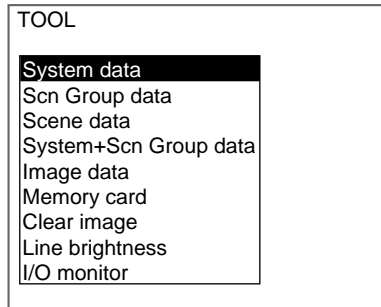 TOOL
System data
Scn Group data
Scene data
System+Scn Group data
Image data
Memory card
Clear image
Line brightness
I/O monitor